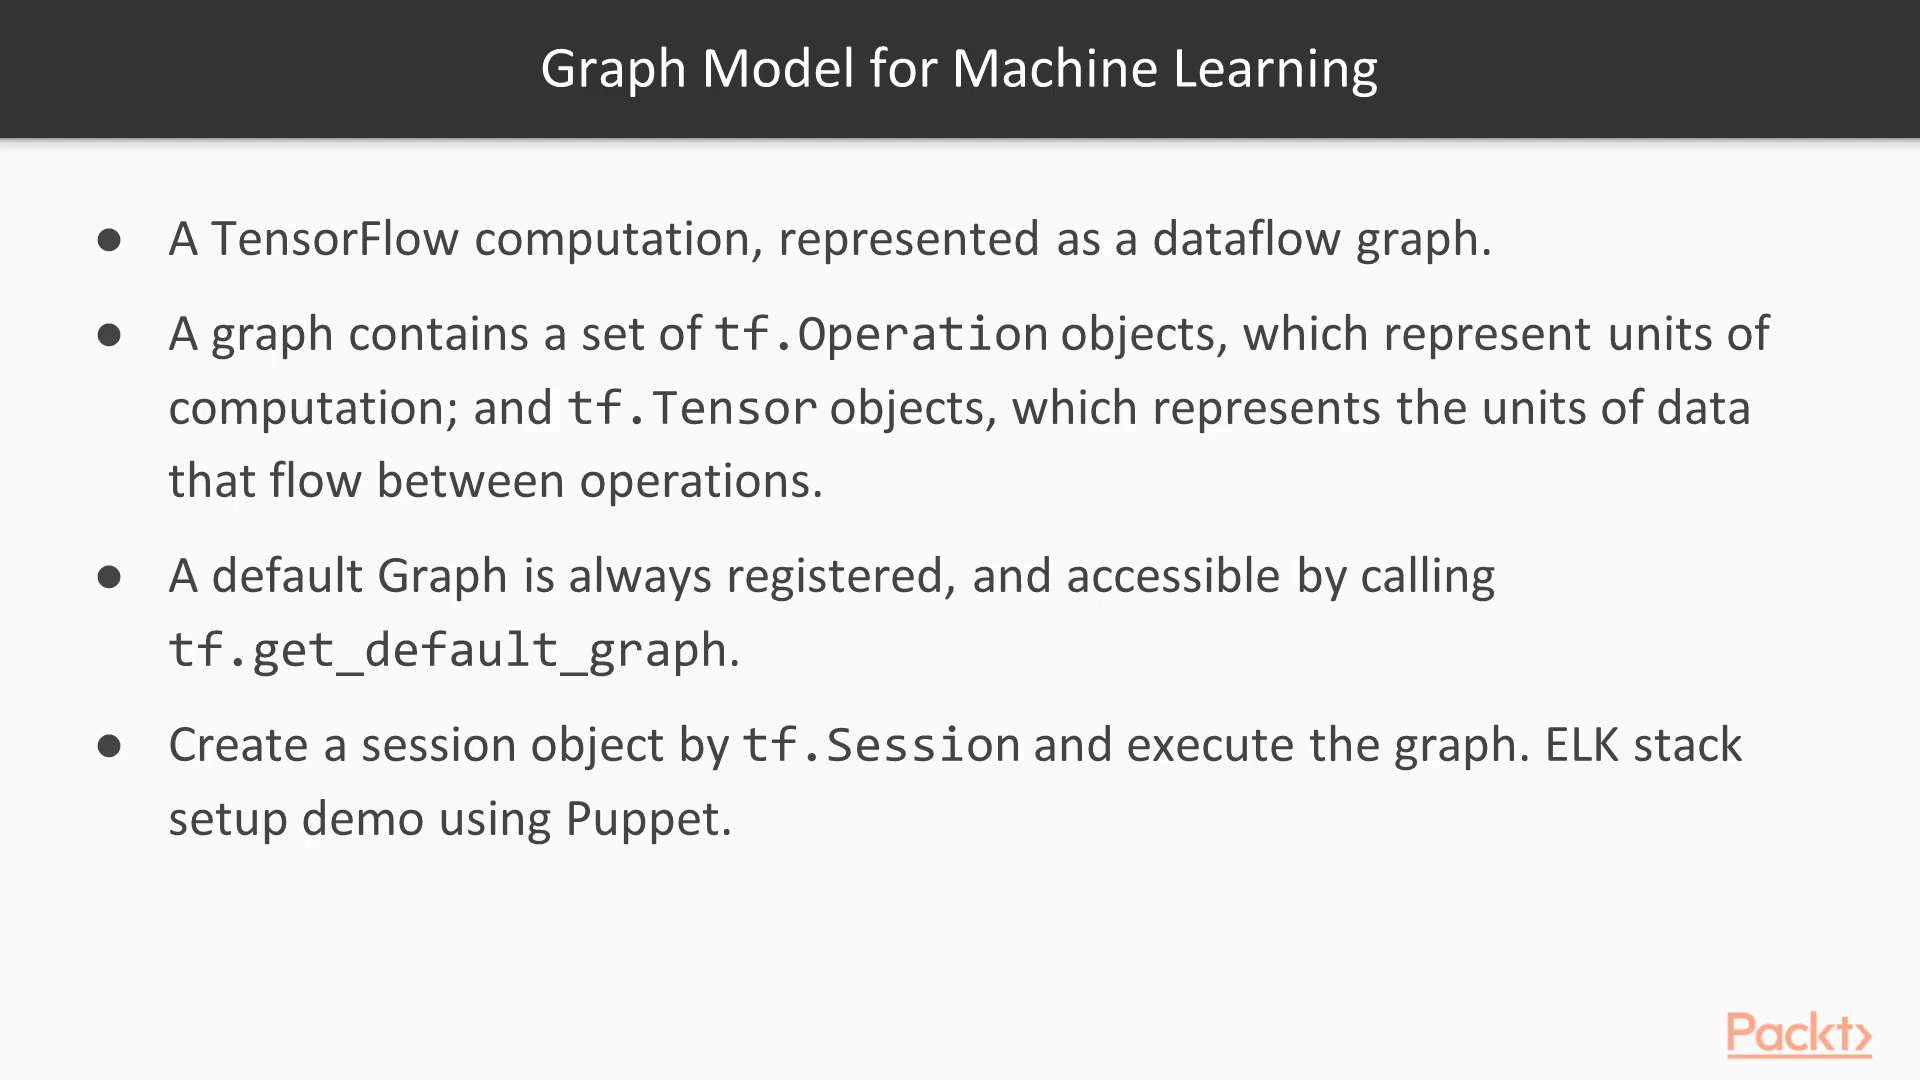 Graph Model for Machine Learning
● A TensorFlow computation, represented as a dataflow graph.
● A graph contains a set of tf.Operation objects, which represent units of
computation; and tf.Tensor objects, which represents the units of data
that flow between operations.
● A default Graph is always registered, and accessible by calling
tf.get_default_graph.
● Create a session object by tf.Session and execute the graph. ELK stack
setup demo using Puppet.
Packt>